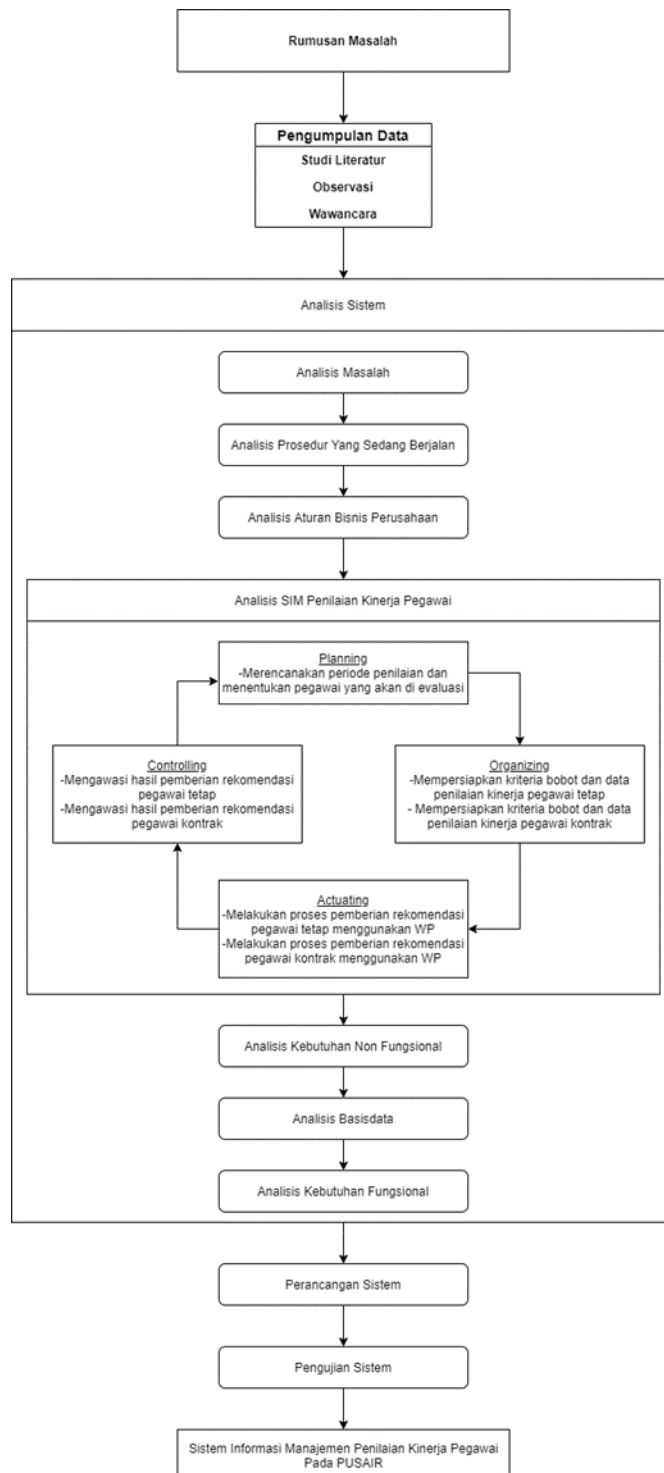 Rumusan Masalah
Pengumpulan Data
Studi Literatur
Observasi
Wawancara
Analisis Sistem
Analisis Masalah
Analisis Prosedur Yang Sedang Berjalan
Analisis Aturan Bisnis Perusahaan
Analisis SIM Penilaian Kinerja Pegawai
Planning
-Merencanakan periode penilaian dan
menentukan pegawai yang akan di evaluasi
Controlling
-Mengawasi hasil pemberian rekomendasi
pegawai tetap
-Mengawasi hasil pemberian rekomendasi
pegawai kontrak
Organizing
-Mempersiapkan kriteria bobot dan data
penilaian kinerja pegawai tetap
- Mempersiapkan kriteria bobot dan data
penilaian kinerja pegawai kontrak
Actuating
-Melakukan proses pemberian rekomendasi
pegawai tetap menggunakan WP
-Melakukan proses pemberian rekomendasi
pegawai kontrak menggunakan WP
Analisis Kebutuhan Non Fungsional
Analisis Basisdata
Analisis Kebutuhan Fungsional
Perancangan Sistem
Pengujian Sistem
Sistem Informasi Manajemen Penilaian Kinerja Pegawai
Pada PUSAIR